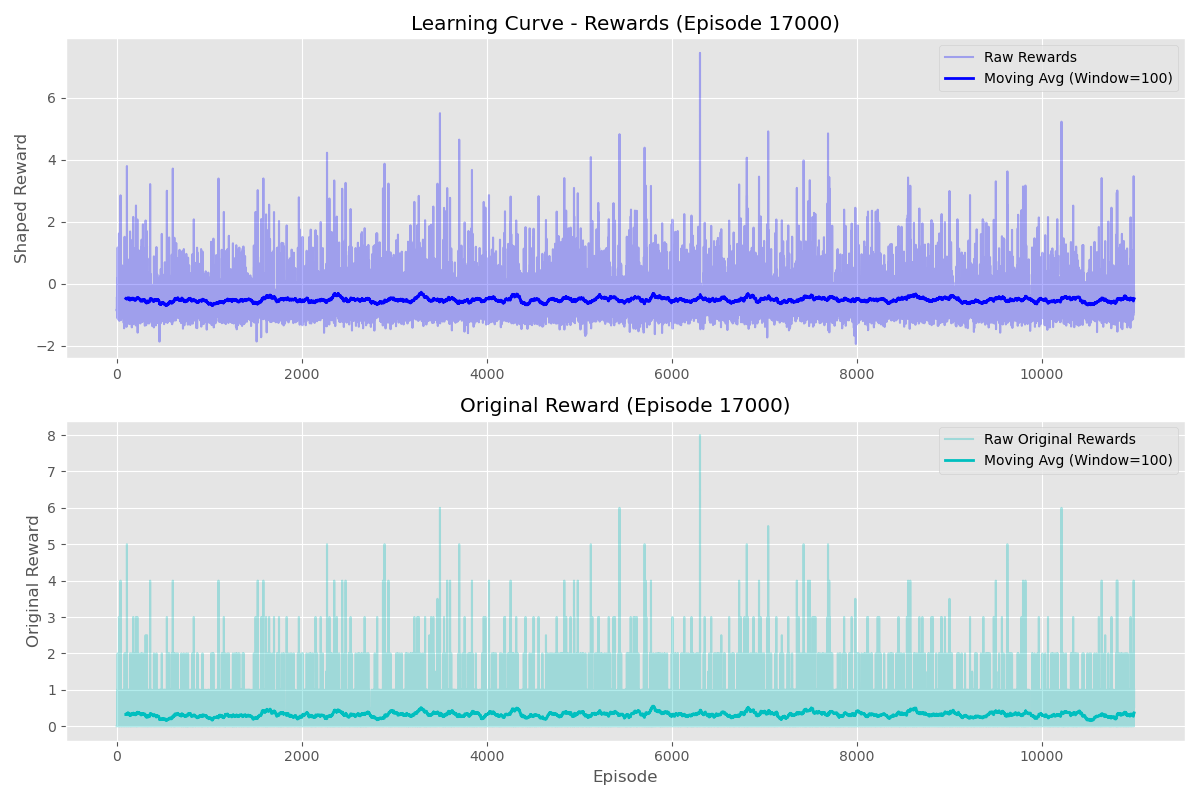 Learning Curve - Rewards (Episode 17000)
Raw Rewards
Moving Avg (Window=100)
Shaped Reward
6
4
2
0
−2
0 2000 4000 6000 8000 10000
Original Reward (Episode 17000)
Raw Original Rewards
Moving Avg (Window=100)
Original Reward
8
7
6
5
4
3
2
1
0
0 2000 4000 6000 8000 10000
Episode